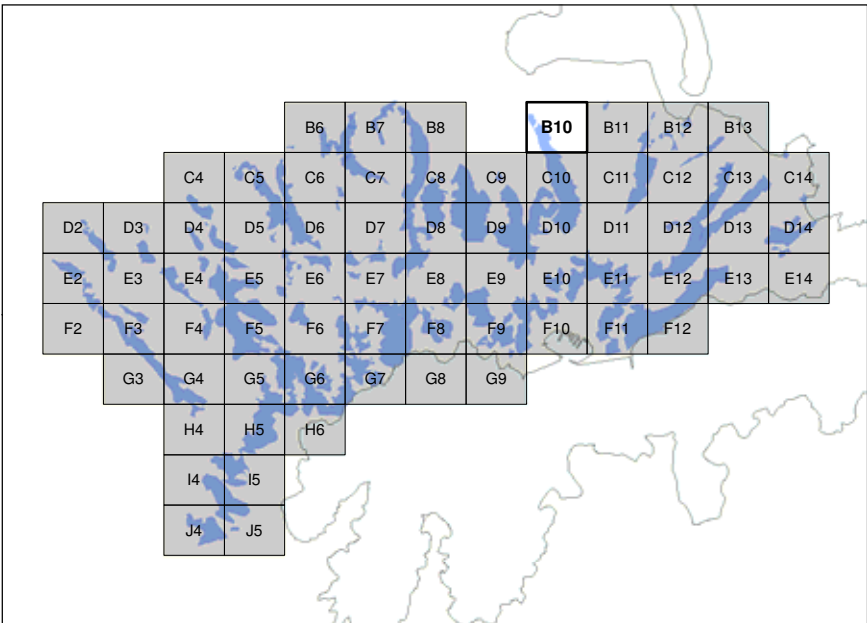 B6 B7 B8 B10 B11 B12 B13
C4 C5 C6 C7 C8 C9 C10 C11 C12 C13 C14
D2 D3 D4 D5 D6 D7 D8 D9 D10 D11 D12 D13 D14
E2 E3 E4 E5 E6 E7 E8 E9 E10 E11 E12 E13 E14
F2 F3 F4 F5 F6 F7 F8 F9 F10 F11 F12
G3 G4 G5 G6 G7 G8 G9
H4 H5 H6
I4 I5
J4 J5